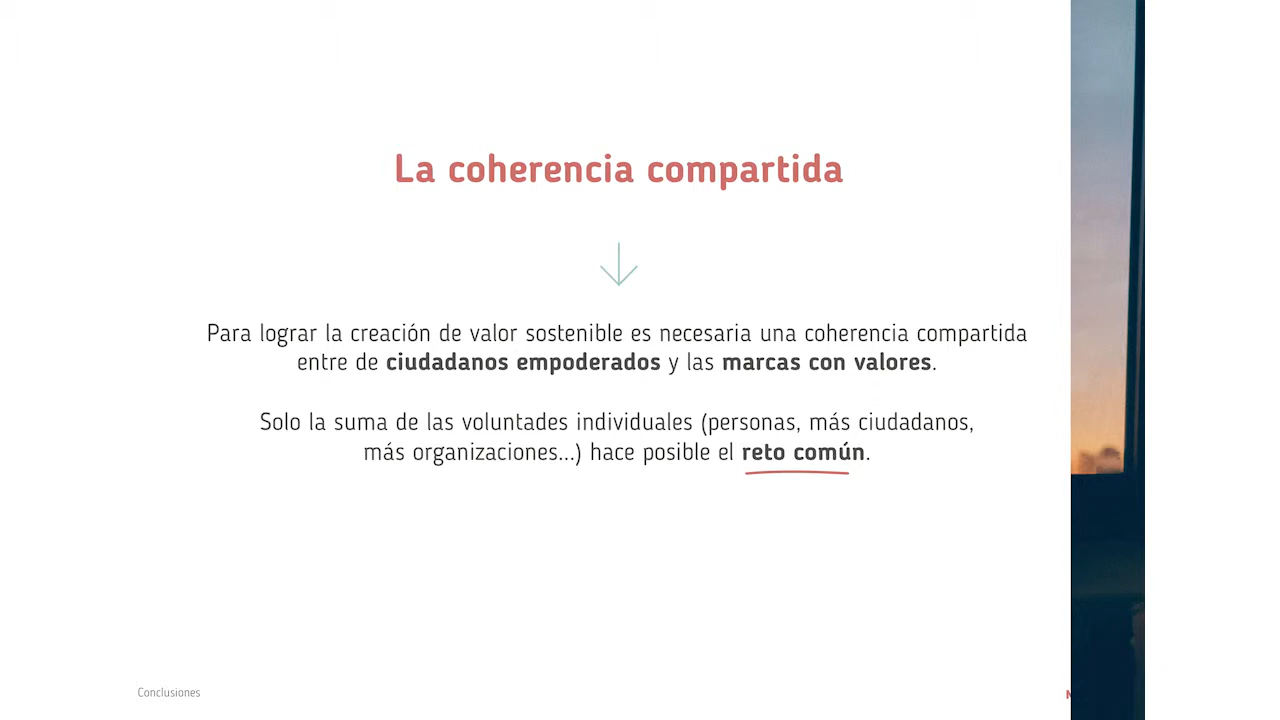 La coherencia compartida
Para lograr la creación de valor sostenible es necesaria una coherencia compartida
entre de ciudadanos empoderados y las marcas con valores.
Solo la suma de las voluntades individuales (personas, más ciudadanos,
más organizaciones...) hace posible el reto común.
Conclusiones